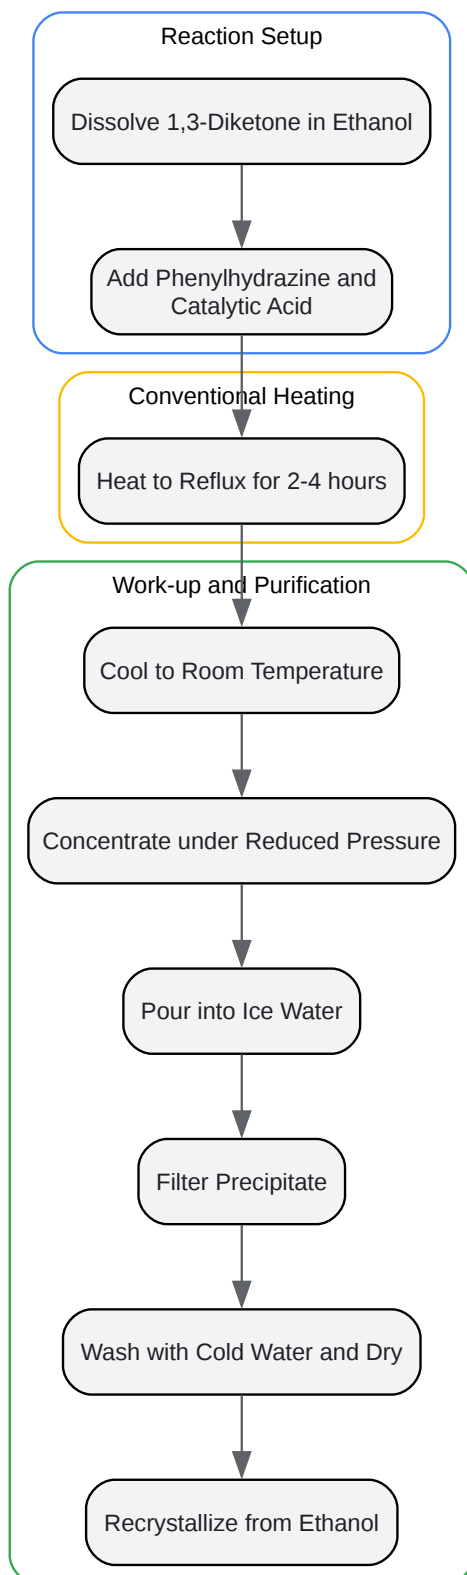 Reaction Setup
Dissolve 1,3-Diketone in Ethanol
Add Phenylhydrazine and
Catalytic Acid
Conventional Heating
Heat to Reflux for 2-4 hours
Work-up and Purification
Cool to Room Temperature
Concentrate under Reduced Pressure
Pour into Ice Water
Filter Precipitate
Wash with Cold Water and Dry
Recrystallize from Ethanol